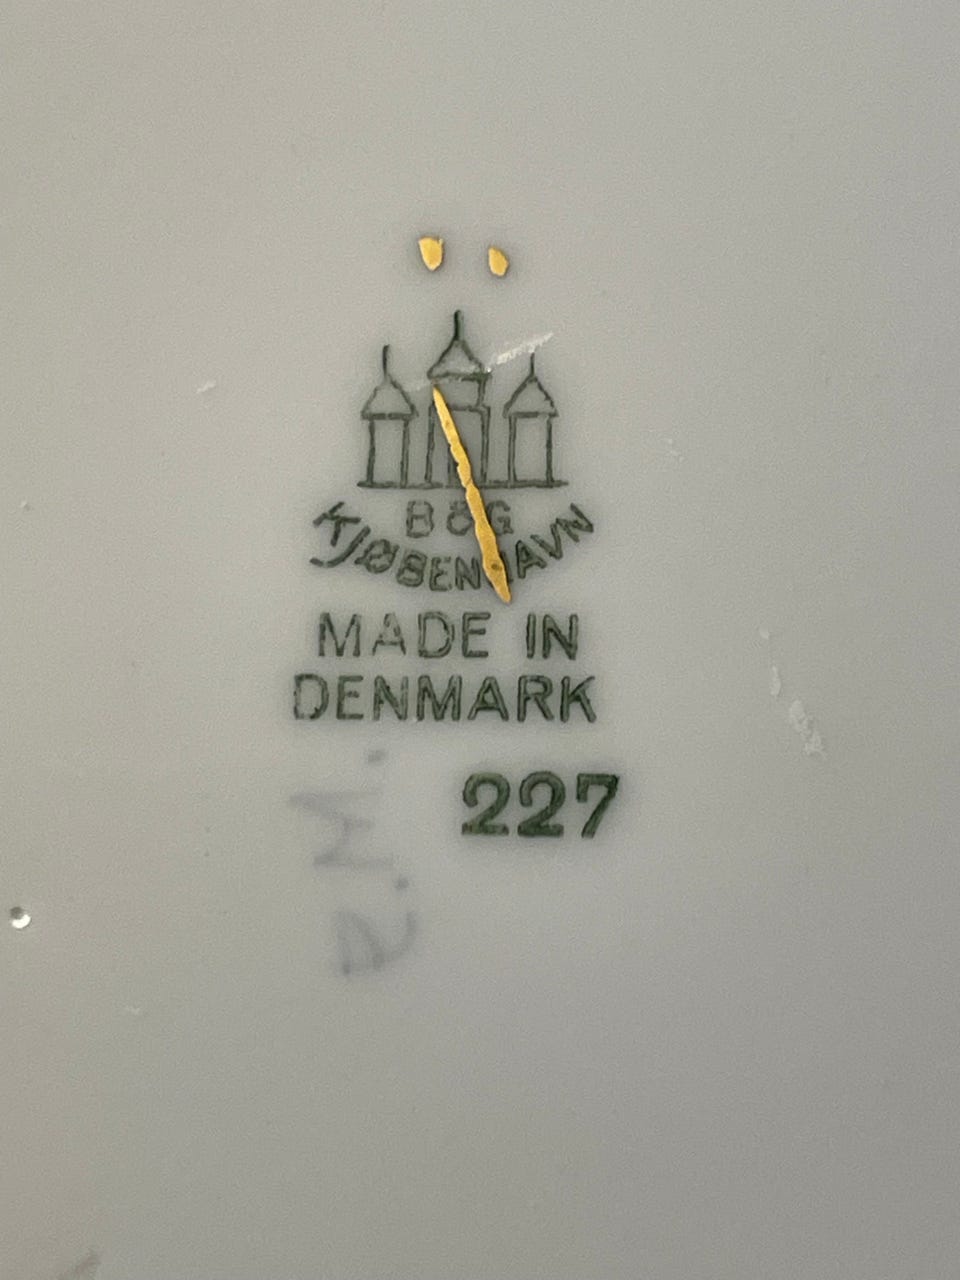 B&G
KJØBENHAVN
MADE IN
DENMARK
227